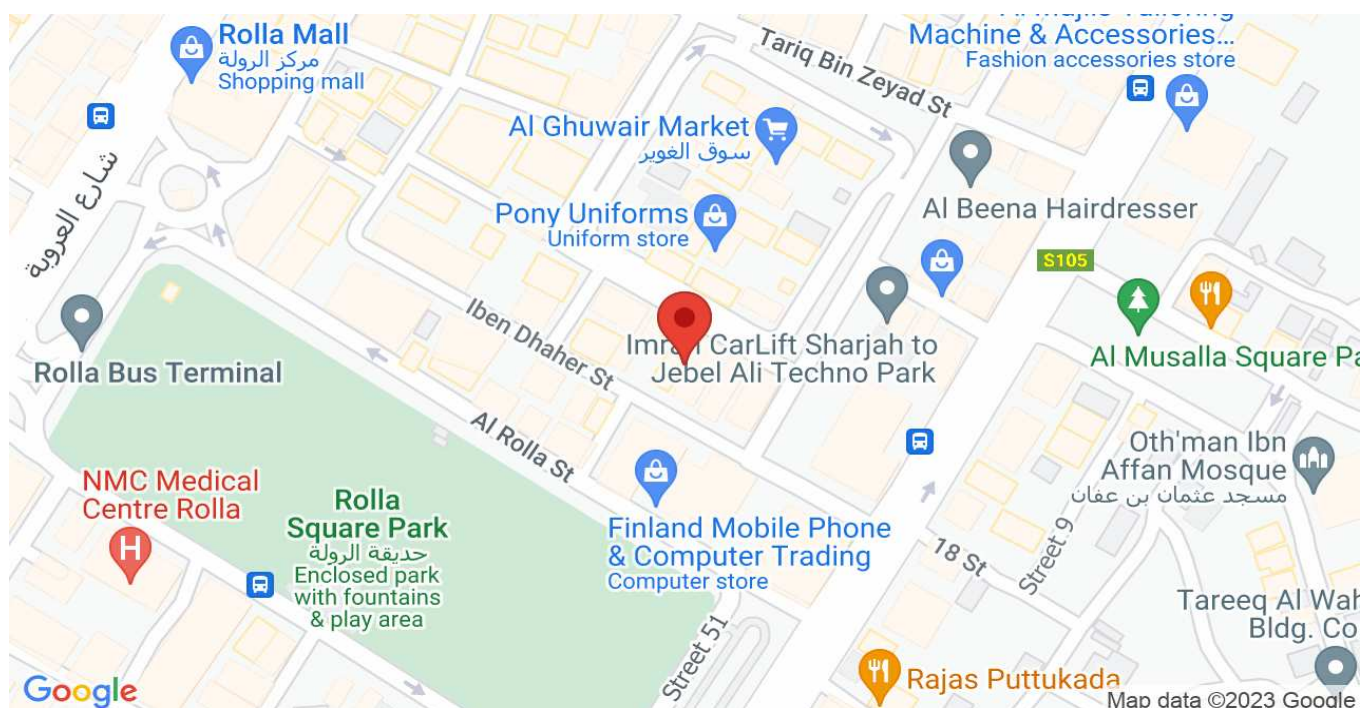 Rolla Mall
مركز الرولة
Shopping mall
Tariq Bin Zeyad St
Machine & Accessories...
Fashion accessories store
Al Ghuwair Market
سوق الغوير
شارع العروبة
Pony Uniforms
Uniform store
Al Beena Hairdresser
S105
Iben Dhaher St
CarLift Sharjah to
Jebel Ali Techno Park
Al Musalla Square
Rolla Bus Terminal
Al Rolla St
Oth'man Ibn
Affan Mosque
مسجد عثمان بن عفان
NMC Medical
Centre Rolla
Rolla
Square Park
حديقة الرولة
Enclosed park
with fountains
& play area
Finland Mobile Phone
& Computer Trading
Computer store
18 St
Street 9
Street 51
Tareeq Al
Bldg. Co
Rajas Puttukada
Google
Map data ©2023 Google